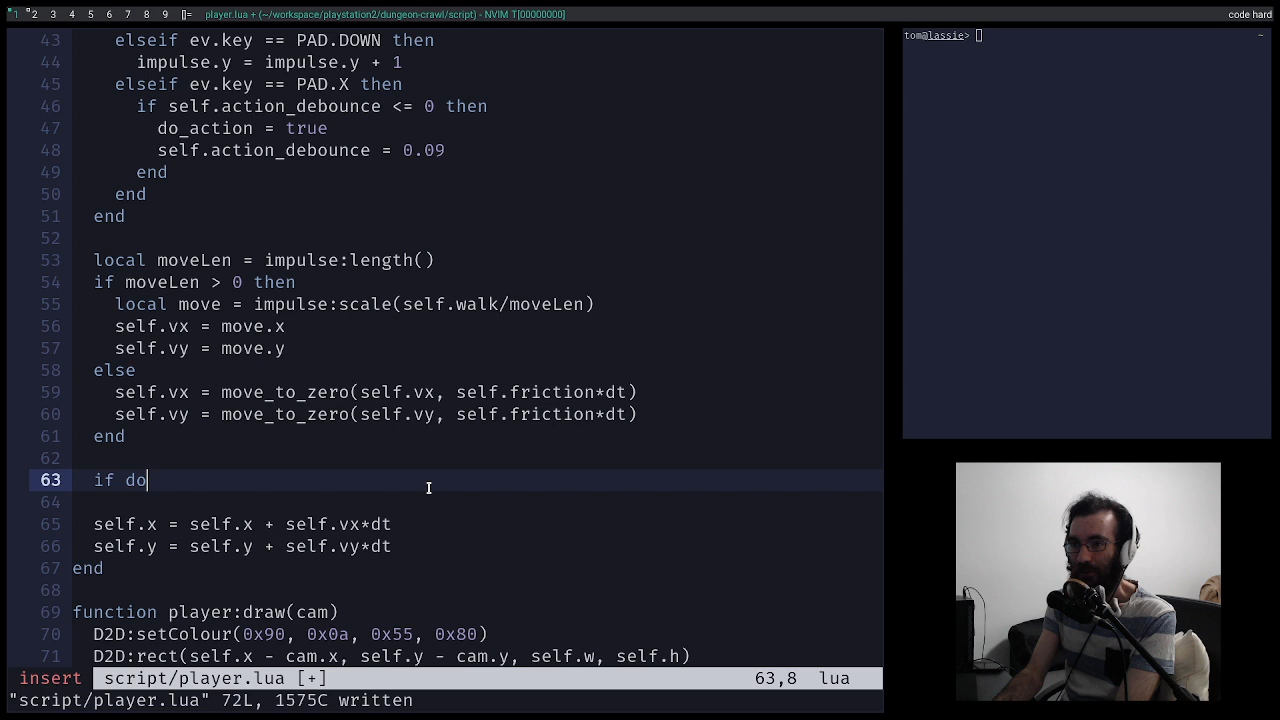 1 2 3 4 5 6 7 8 9 []= player.lua + (~/workspace/playstation2/dungeon-crawl/script) - NVIM T[00000000] code hard
43 elseif ev.key == PAD.DOWN then
44 impulse.y = impulse.y + 1
45 elseif ev.key == PAD.X then
46 if self.action_debounce <= 0 then
47 do_action = true
48 self.action_debounce = 0.09
49 end
50 end
51 end
52
53 local moveLen = impulse:length()
54 if moveLen > 0 then
55 local move = impulse:scale(self.walk/moveLen)
56 self.vx = move.x
57 self.vy = move.y
58 else
59 self.vx = move_to_zero(self.vx, self.friction*dt)
60 self.vy = move_to_zero(self.vy, self.friction*dt)
61 end
62
63 if do
64
65 self.x = self.x + self.vx*dt
66 self.y = self.y + self.vy*dt
67 end
68
69 function player:draw(cam)
70 D2D:setColour(0x90, 0x0a, 0x55, 0x80)
71 D2D:rect(self.x - cam.x, self.y - cam.y, self.w, self.h)
insert script/player.lua [+] 63,8 lua
"script/player.lua" 72L, 1575C written
tom@lassie> ~